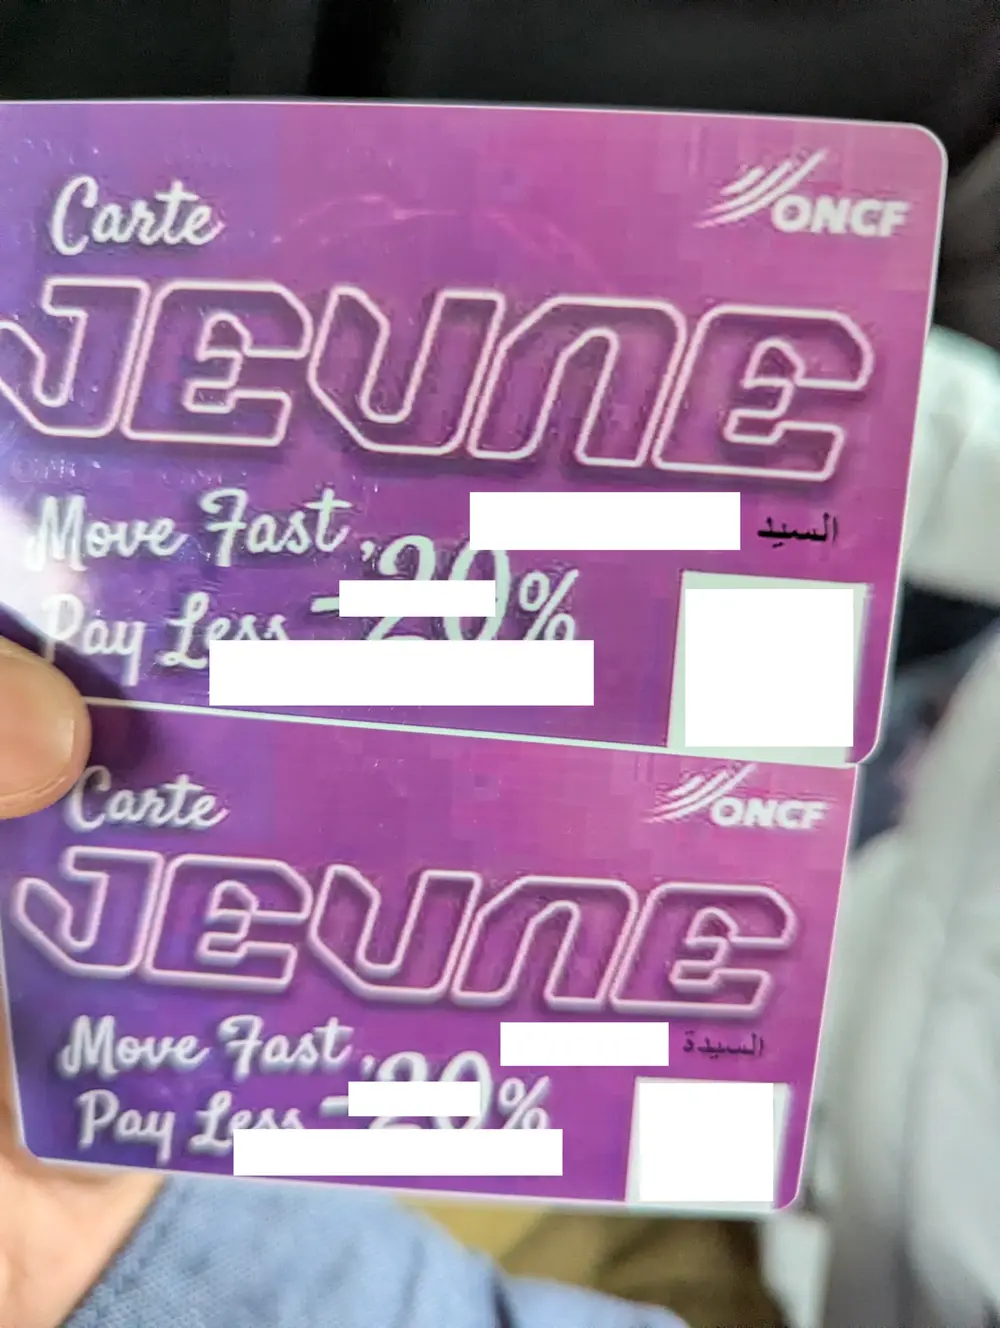 Carte
ONCF
JEUNE
Move Fast,
السيد
Pay Less -20%
Carte
ONCF
JEUNE
Move Fast,
السيدة
Pay Less -20%